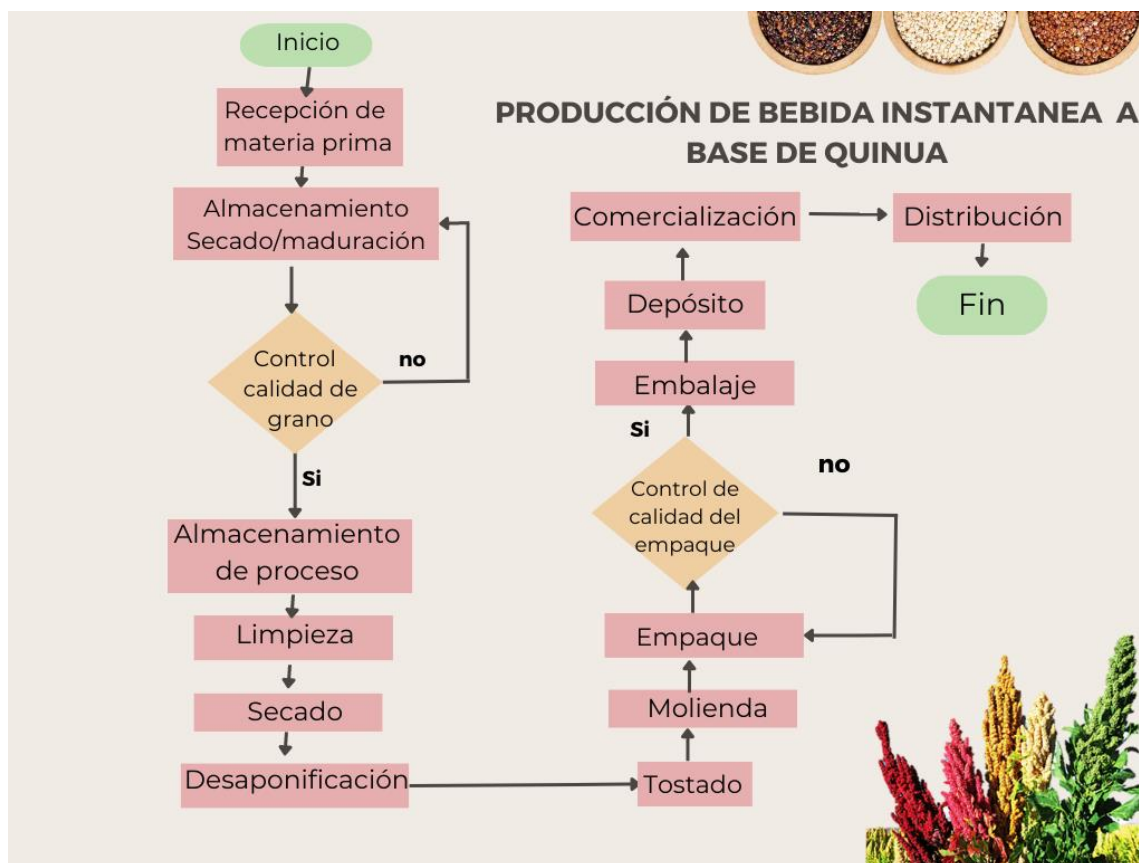 PRODUCCIÓN DE BEBIDA INSTANTANEA A
BASE DE QUINUA
Inicio
Recepción de
materia prima
Almacenamiento
Secado/maduración
Control
calidad de
grano
no
Si
Almacenamiento
de proceso
Limpieza
Secado
Desaponificación
Tostado
Molienda
Empaque
Control de
calidad del
empaque
no
Si
Embalaje
Depósito
Comercialización
Distribución
Fin